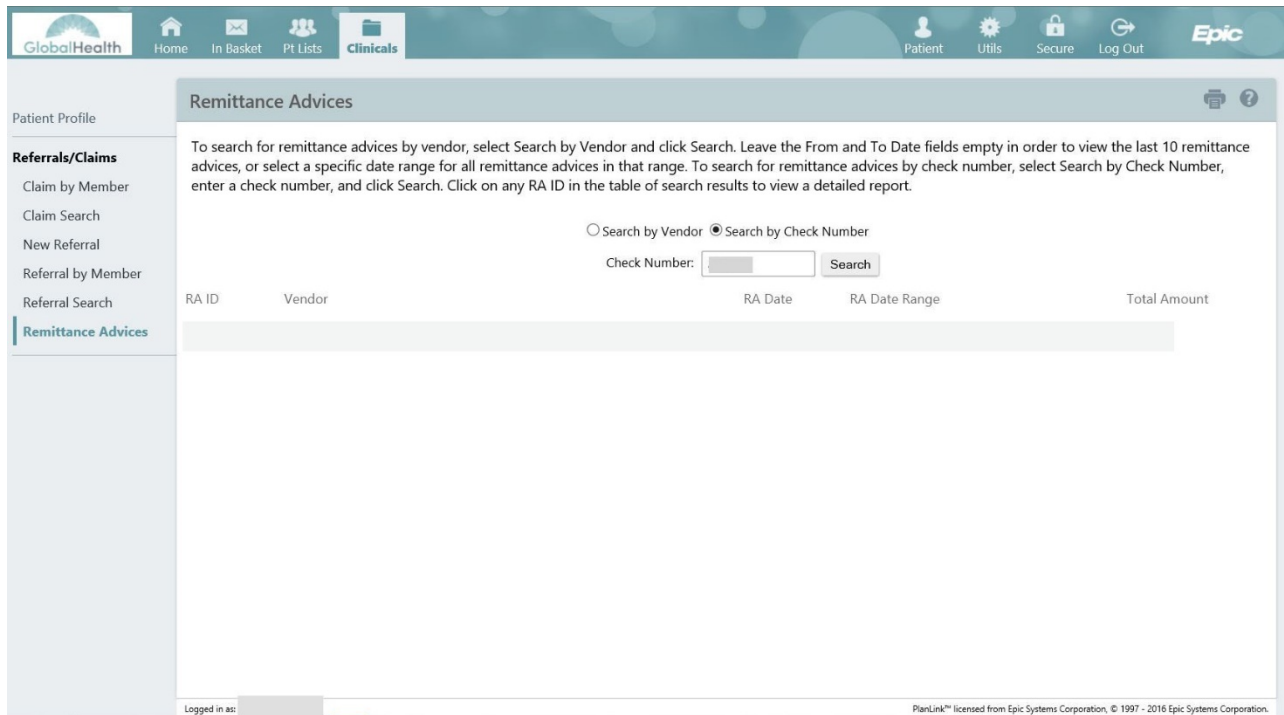 GlobalHealth
Home In Basket Pt Lists Clinicals Patient Utils Secure Log Out Epic
Patient Profile
Referrals/Claims
Claim by Member
Claim Search
New Referral
Referral by Member
Referral Search
Remittance Advices
Remittance Advices
To search for remittance advices by vendor, select Search by Vendor and click Search. Leave the From and To Date fields empty in order to view the last 10 remittance
advices, or select a specific date range for all remittance advices in that range. To search for remittance advices by check number, select Search by Check Number,
enter a check number, and click Search. Click on any RA ID in the table of search results to view a detailed report.
Search by Vendor Search by Check Number
Check Number: Search
RA ID Vendor RA Date RA Date Range Total Amount
Logged in as: PlanLink™ licensed from Epic Systems Corporation, © 1997 - 2016 Epic Systems Corporation.